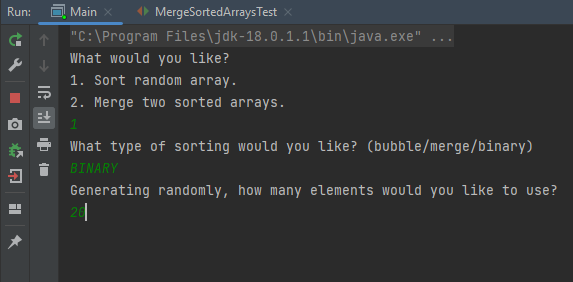 Run: Main MergeSortedArraysTest
"C:\Program Files\jdk-18.0.1.1\bin\java.exe" ...
What would you like?
1. Sort random array.
2. Merge two sorted arrays.
1
What type of sorting would you like? (bubble/merge/binary)
BINARY
Generating randomly, how many elements would you like to use?
20